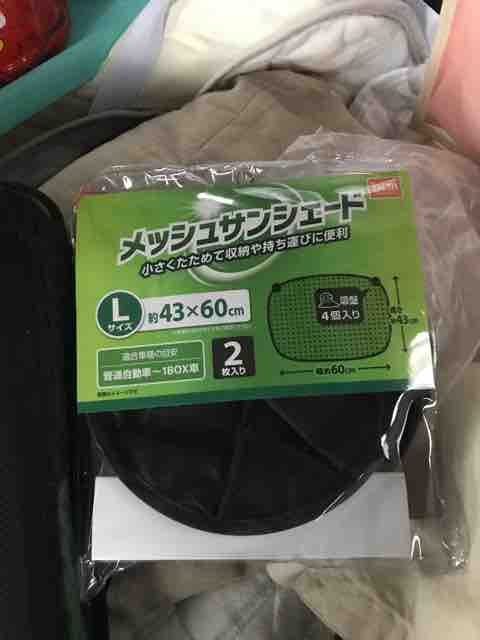 メッシュサンシェード
小さくたためて収納や持ち運びに便利
L
サイズ
約43×60cm
適合車種の目安
普通自動車～1BOX車
2
枚入り
吸盤
4個入り
約43cm
幅約60cm